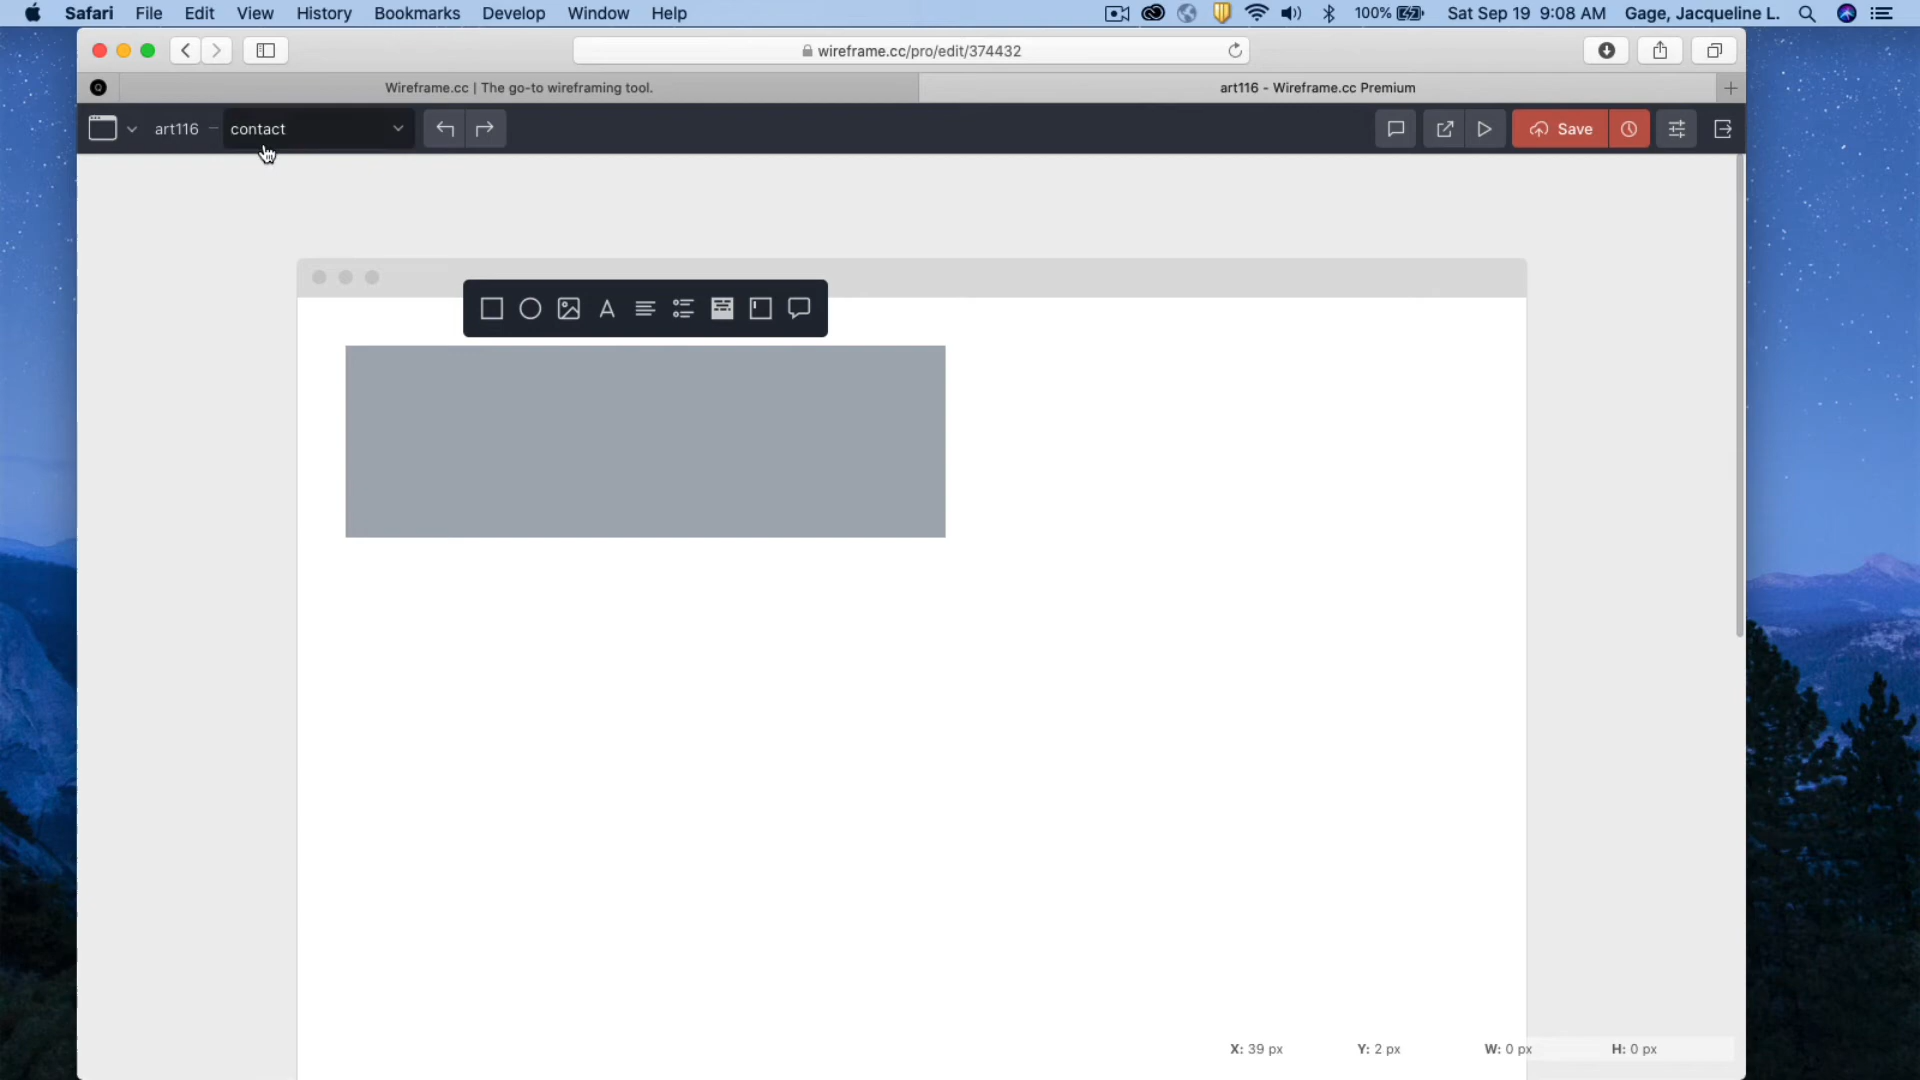 Safari File Edit View History Bookmarks Develop Window Help 100% Sat Sep 19 9:08 AM Gage, Jacqueline L.
wireframe.cc/pro/edit/374432
Wireframe.cc | The go-to wireframing tool. art116 - Wireframe.cc Premium
art116 – contact Save
X: 39 px Y: 2 px W: 0 px H: 0 px